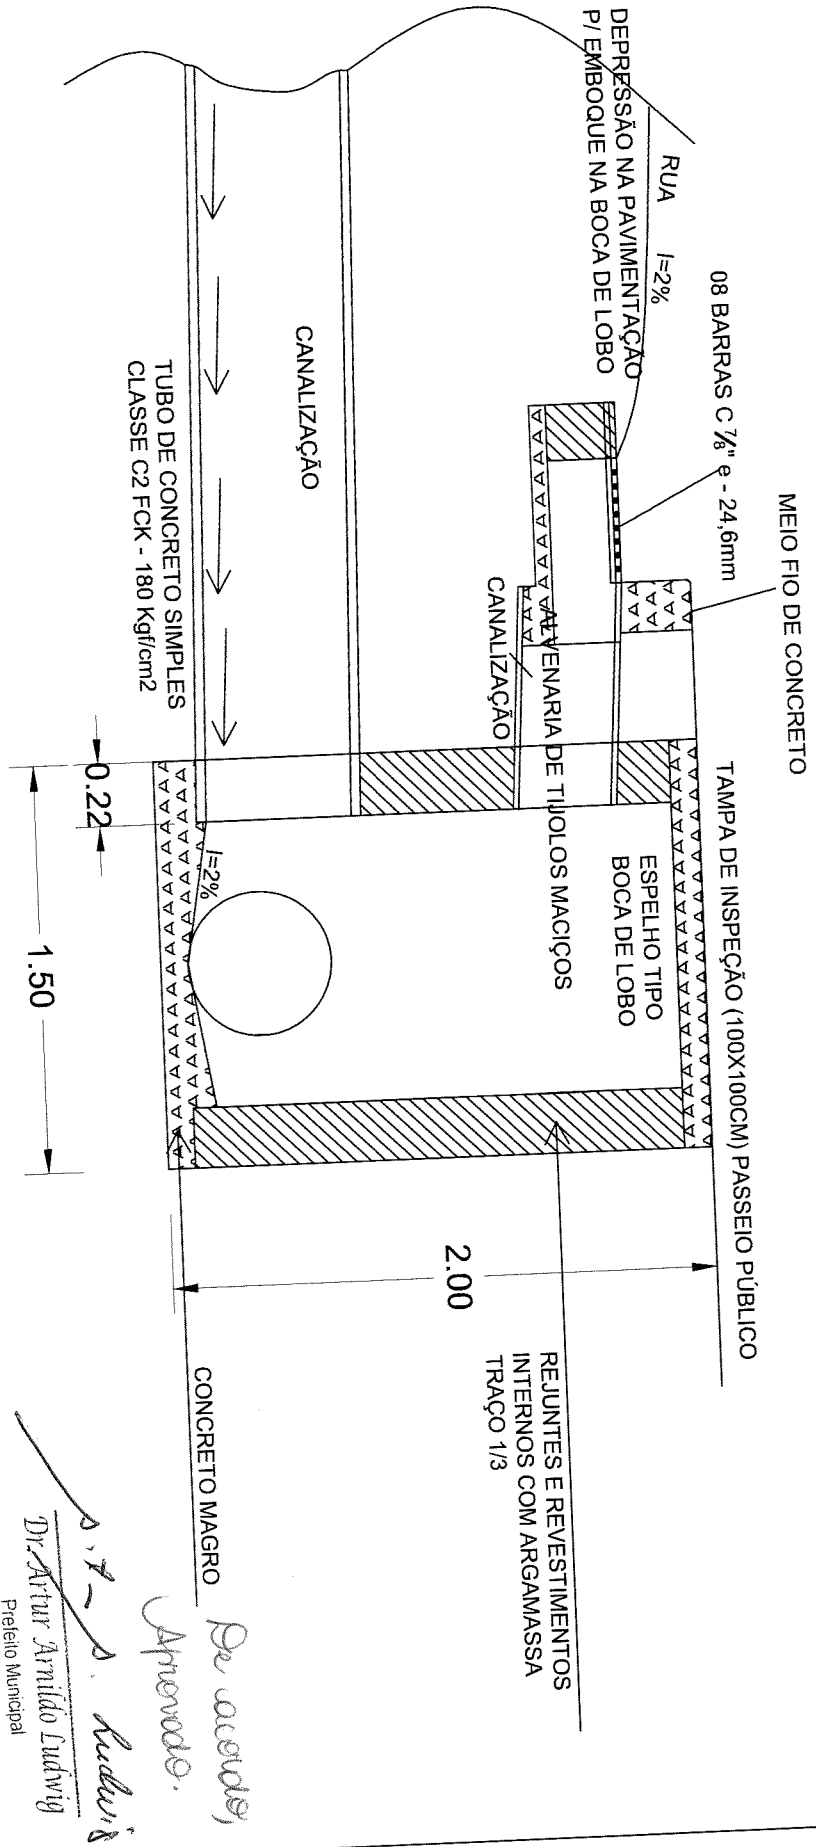 MEIO FIO DE CONCRETO
TAMPA DE INSPEÇÃO (100X100CM) PASSEIO PÚBLICO
08 BARRAS C 7/8" e - 24,6mm
RUA I=2%
DEPRESSÃO NA PAVIMENTAÇÃO
P/ EMBOQUE NA BOCA DE LOBO
ESPELHO TIPO
BOCA DE LOBO
ALVENARIA DE TIJOLOS MACIÇOS
CANALIZAÇÃO
REJUNTES E REVESTIMENTOS
INTERNOS COM ARGAMASSA
TRAÇO 1/3
2.00
CANALIZAÇÃO
I=2%
TUBO DE CONCRETO SIMPLES
CLASSE C2 FCK - 180 Kgf/cm2
CONCRETO MAGRO
0.22
1.50
De acordo,
Aprovado.
Dr. Artur Arnildo Ludwig
Prefeito Municipal